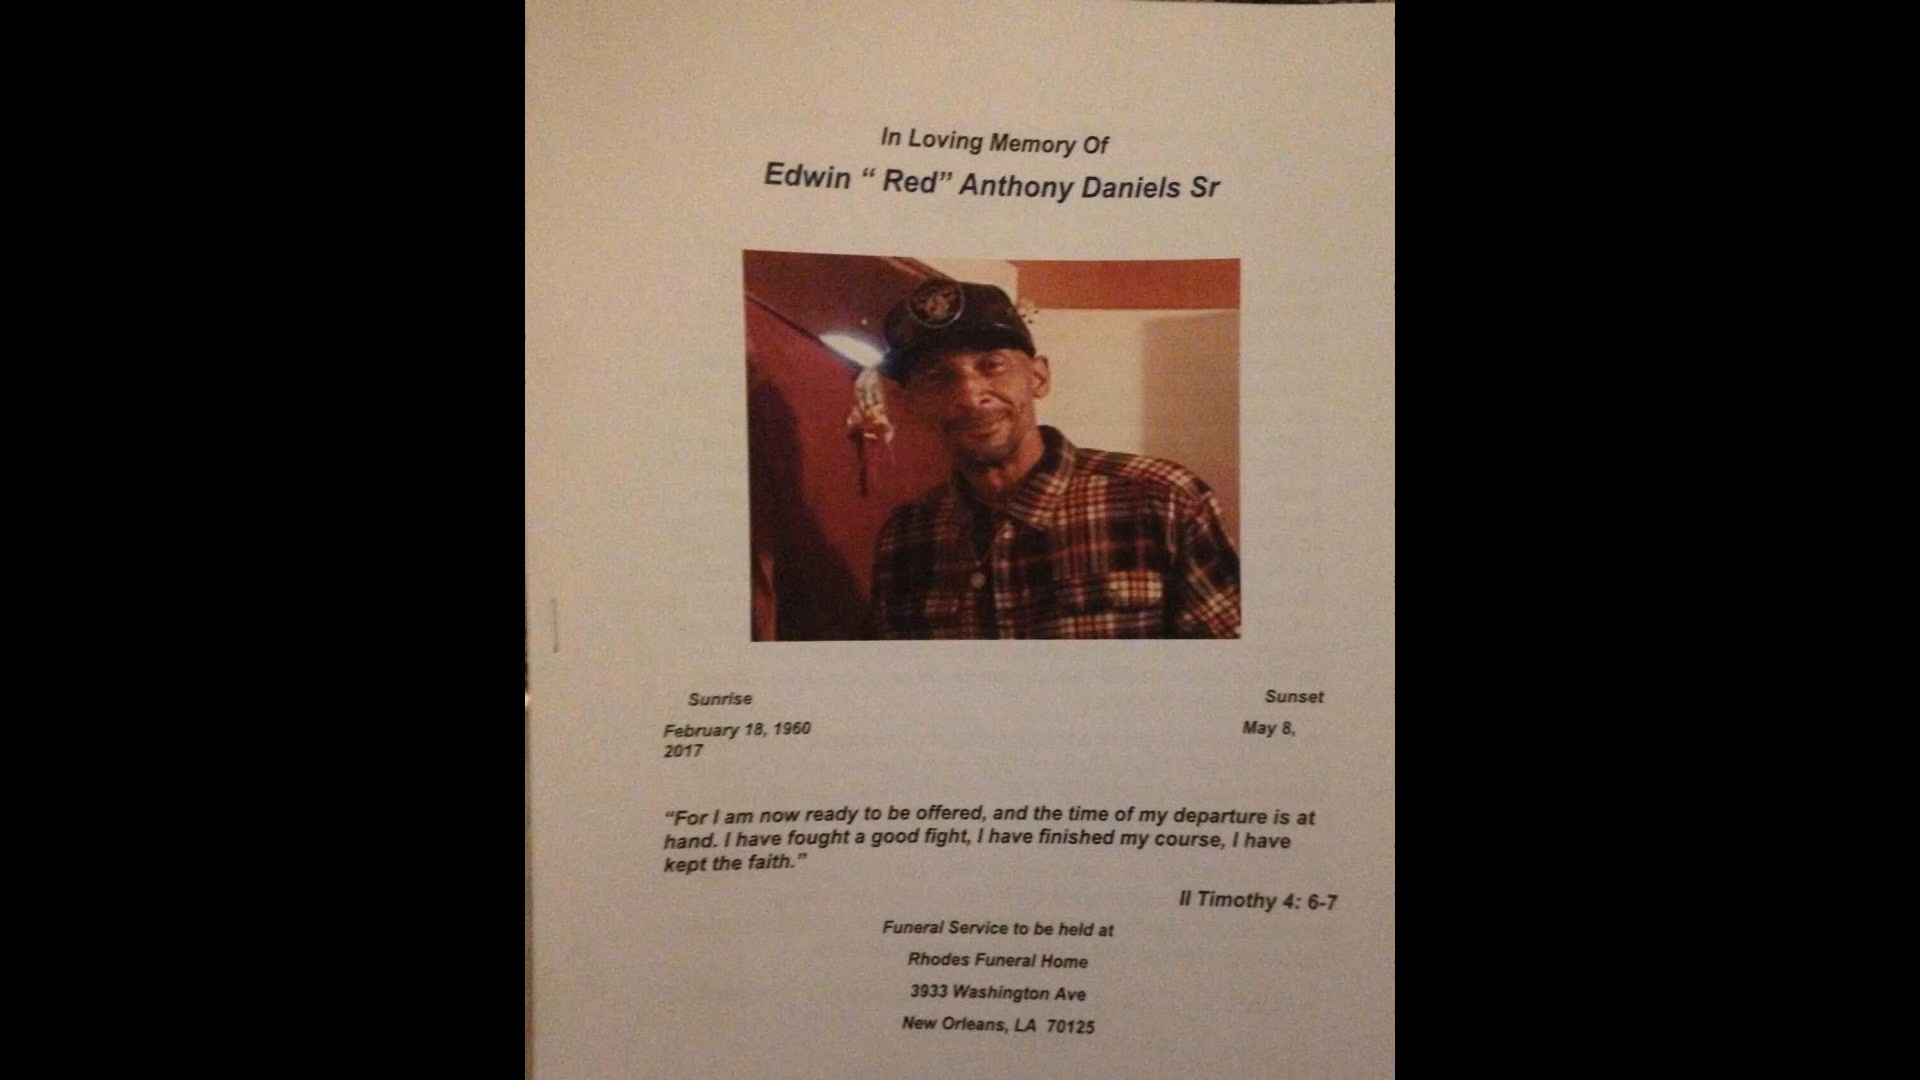 In Loving Memory Of
Edwin “ Red” Anthony Daniels Sr
Sunrise Sunset
February 18, 1960 May 8,
2017
“For I am now ready to be offered, and the time of my departure is at
hand. I have fought a good fight, I have finished my course, I have
kept the faith.”
II Timothy 4: 6-7
Funeral Service to be held at
Rhodes Funeral Home
3933 Washington Ave
New Orleans, LA 70125